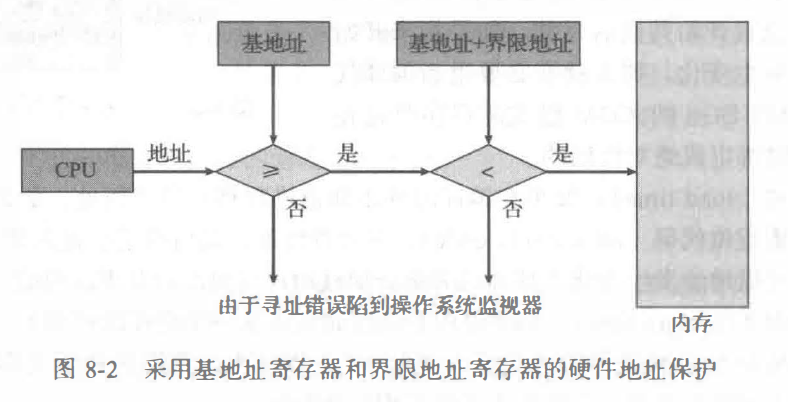 基地址
基地址+界限地址
CPU
地址
≥
是
<
是
否
否
由于寻址错误陷到操作系统监视器
内存
图 8-2 采用基地址寄存器和界限地址寄存器的硬件地址保护